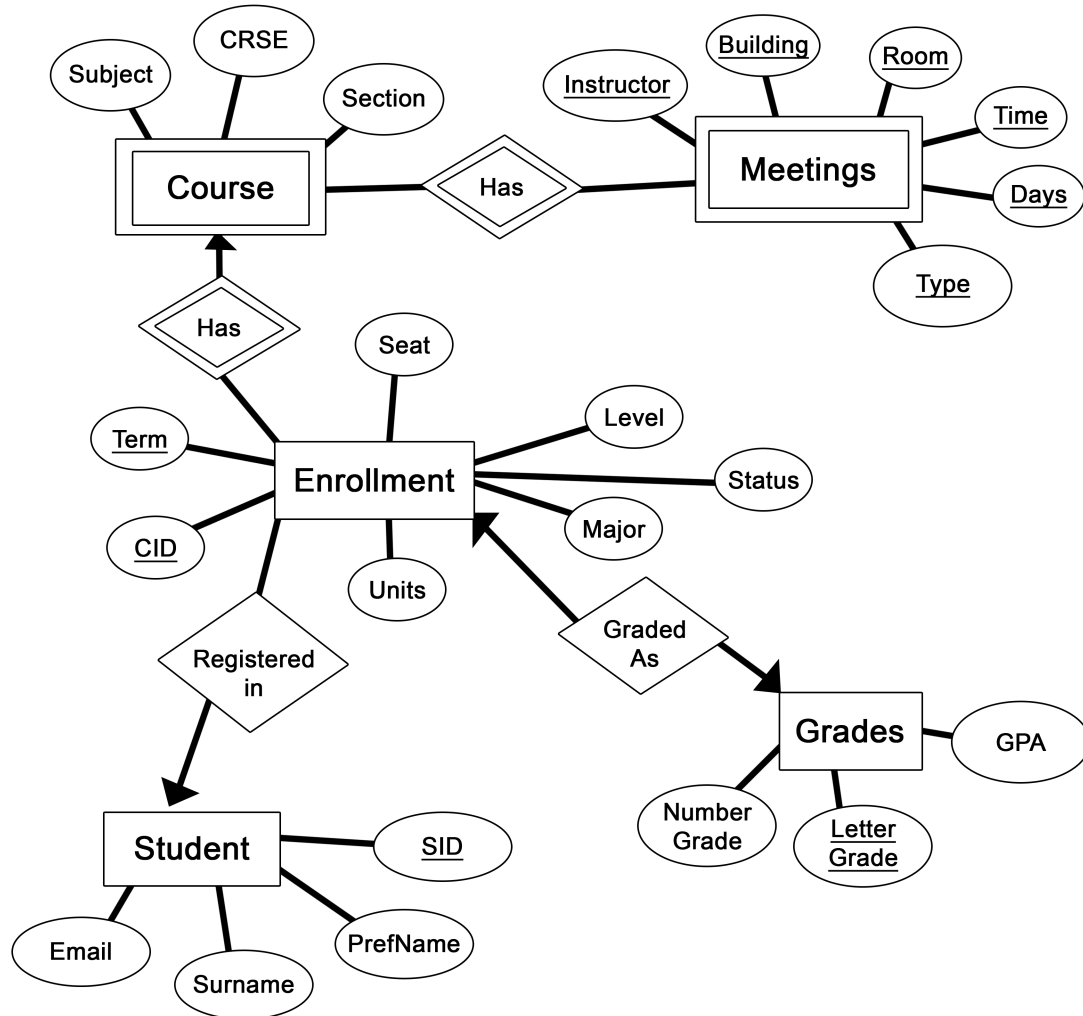 CRSE
Subject
Section
Course
Has
Building
Room
Instructor
Time
Meetings
Days
Type
Has
Seat
Level
Term
Enrollment
Status
Major
CID
Units
Registered
in
Graded
As
Grades
GPA
Number
Grade
Letter
Grade
Student
SID
Email
PrefName
Surname